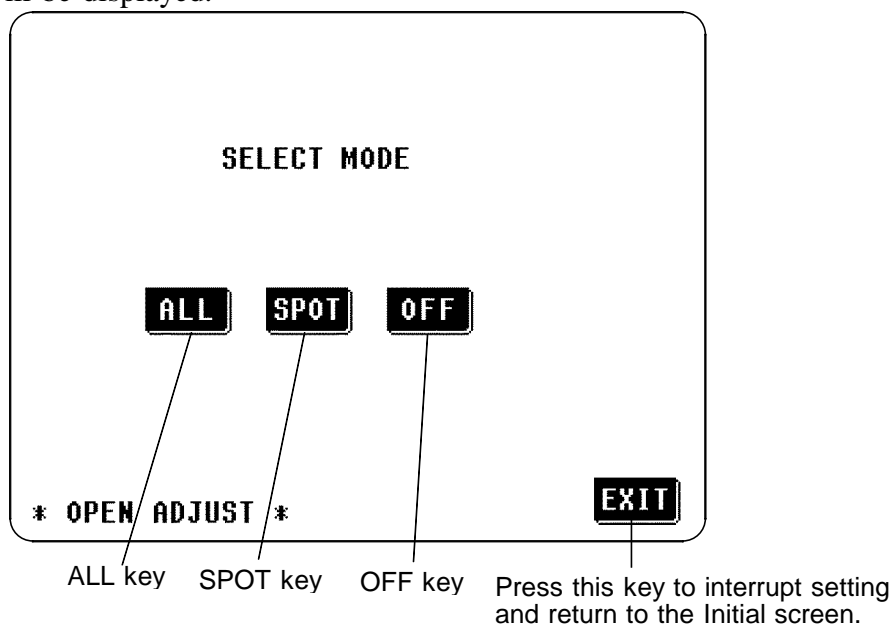 be displayed.
SELECT MODE
ALL SPOT OFF
* OPEN ADJUST * EXIT
ALL key SPOT key OFF key
Press this key to interrupt setting
and return to the Initial screen.